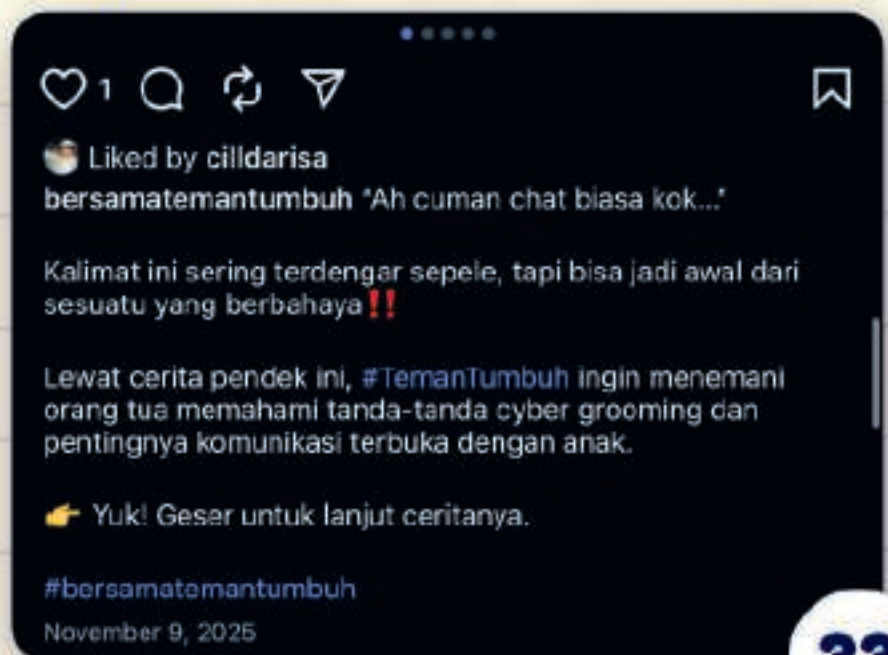 1
Liked by cilldarisa
bersamatemantumbuh "Ah cuman chat biasa kok..."
Kalimat ini sering terdengar sepele, tapi bisa jadi awal dari
sesuatu yang berbahaya‼️
Lewat cerita pendek ini, #TemanTumbuh ingin menemani
orang tua memahami tanda-tanda cyber grooming dan
pentingnya komunikasi terbuka dengan anak.
👉 Yuk! Geser untuk lanjut ceritanya.
#bersamatemantumbuh
November 9, 2025